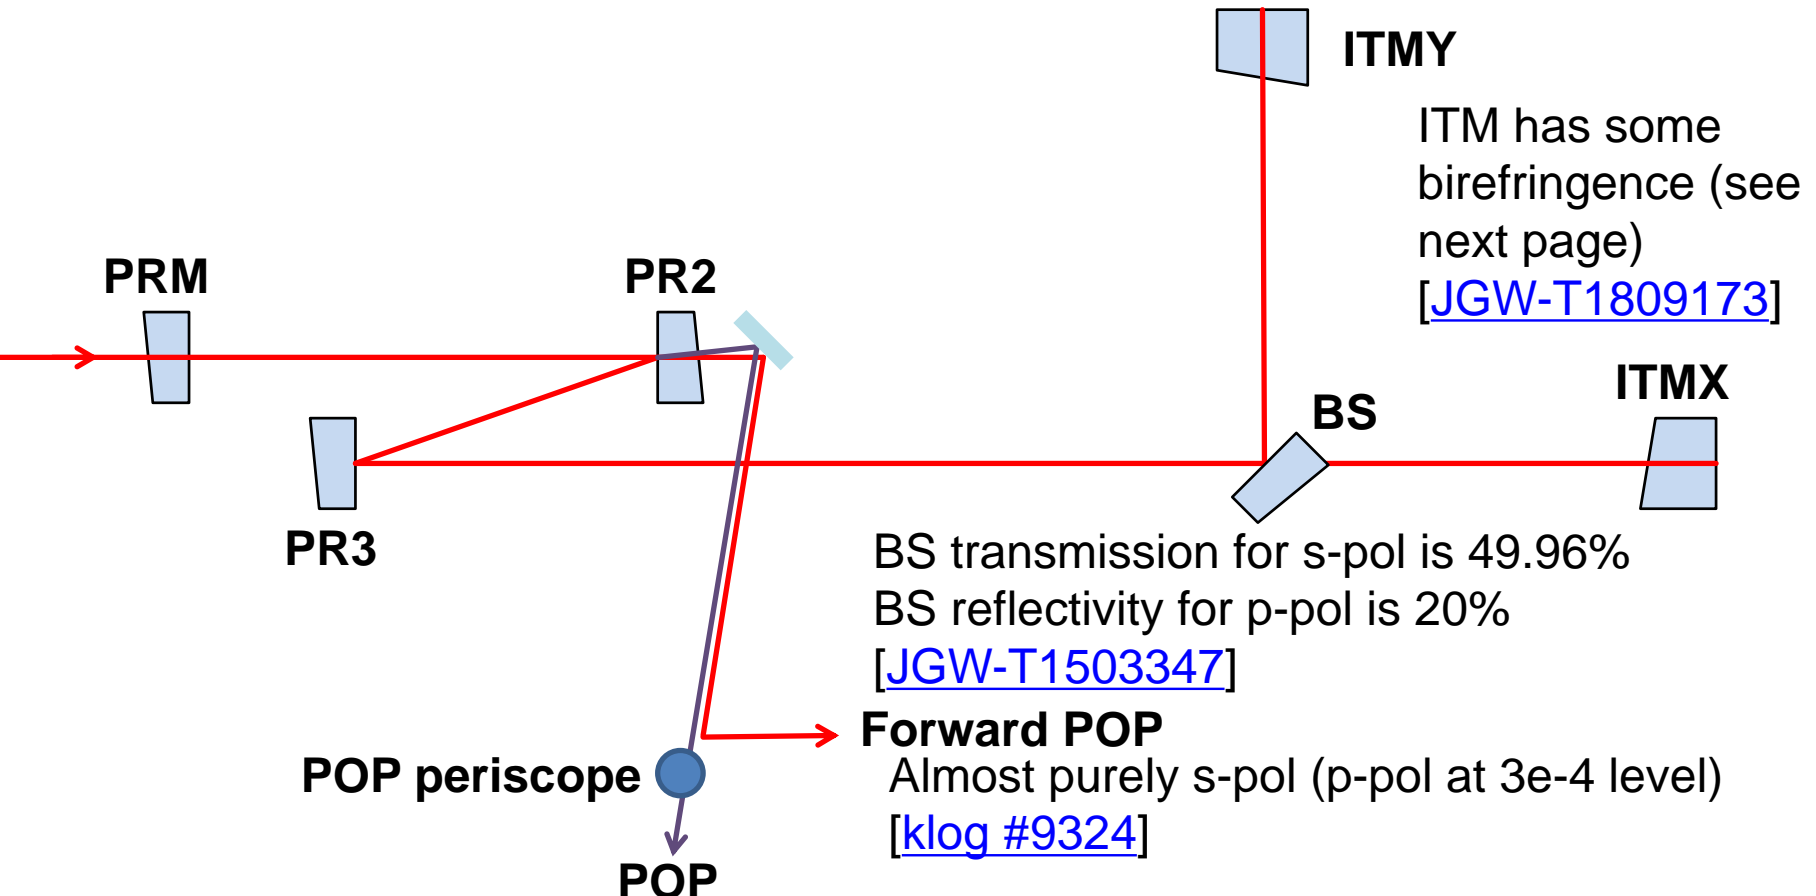 ITMY
ITM has some
birefringence (see
next page)
[JGW-T1809173]
PRM
PR2
ITMX
BS
PR3
BS transmission for s-pol is 49.96%
BS reflectivity for p-pol is 20%
[JGW-T1503347]
Forward POP
POP periscope
Almost purely s-pol (p-pol at 3e-4 level)
[klog #9324]
POP